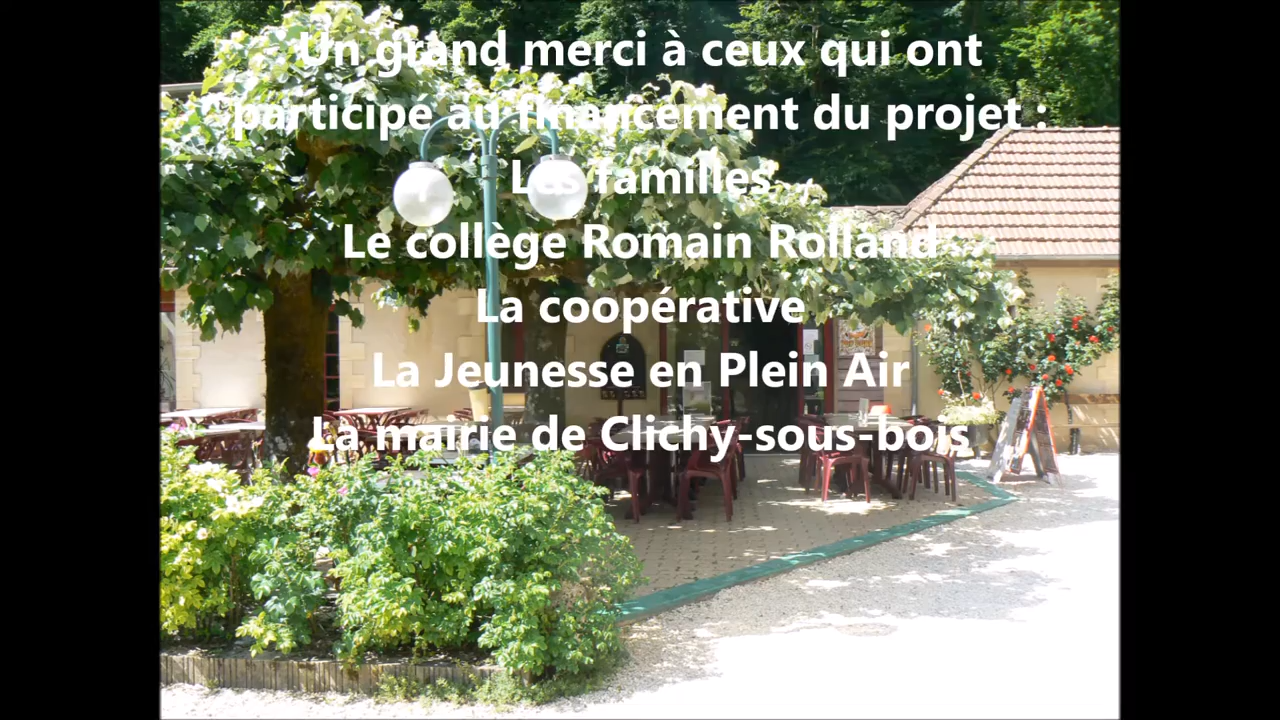 Un grand merci à ceux qui ont
participé au financement du projet :
Les familles
Le collège Romain Rolland
La coopérative
La Jeunesse en Plein Air
La mairie de Clichy-sous-bois